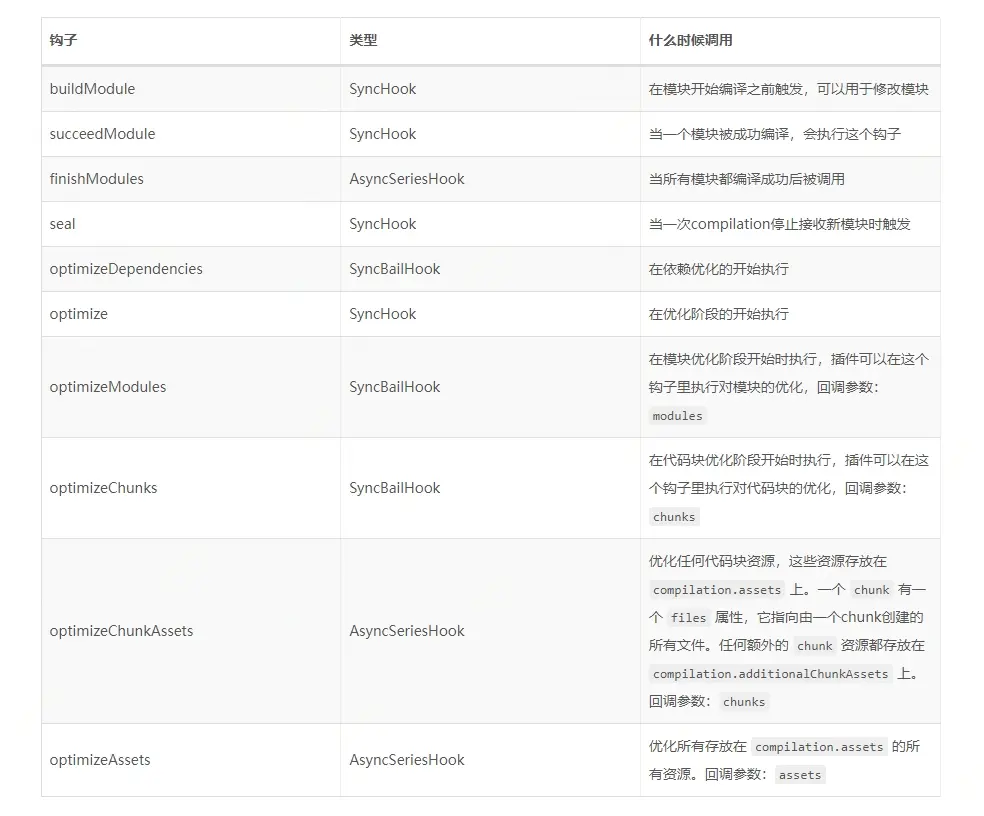 钩子 类型 什么时候调用
buildModule SyncHook 在模块开始编译之前触发，可以用于修改模块
succeedModule SyncHook 当一个模块被成功编译，会执行这个钩子
finishModules AsyncSeriesHook 当所有模块都编译成功后被调用
seal SyncHook 当一次compilation停止接收新模块时触发
optimizeDependencies SyncBailHook 在依赖优化的开始执行
optimize SyncHook 在优化阶段的开始执行
optimizeModules SyncBailHook 在模块优化阶段开始时执行，插件可以在这个
钩子里执行对模块的优化，回调参数：
modules
optimizeChunks SyncBailHook 在代码块优化阶段开始时执行，插件可以在这
个钩子里执行对代码块的优化，回调参数：
chunks
optimizeChunkAssets AsyncSeriesHook 优化任何代码块资源，这些资源存放在
compilation.assets 上。一个 chunk 有一
个 files 属性，它指向由一个chunk创建的
所有文件。任何额外的 chunk 资源都存放在
compilation.additionalChunkAssets 上。
回调参数：chunks
optimizeAssets AsyncSeriesHook 优化所有存放在 compilation.assets 的所
有资源。回调参数：assets